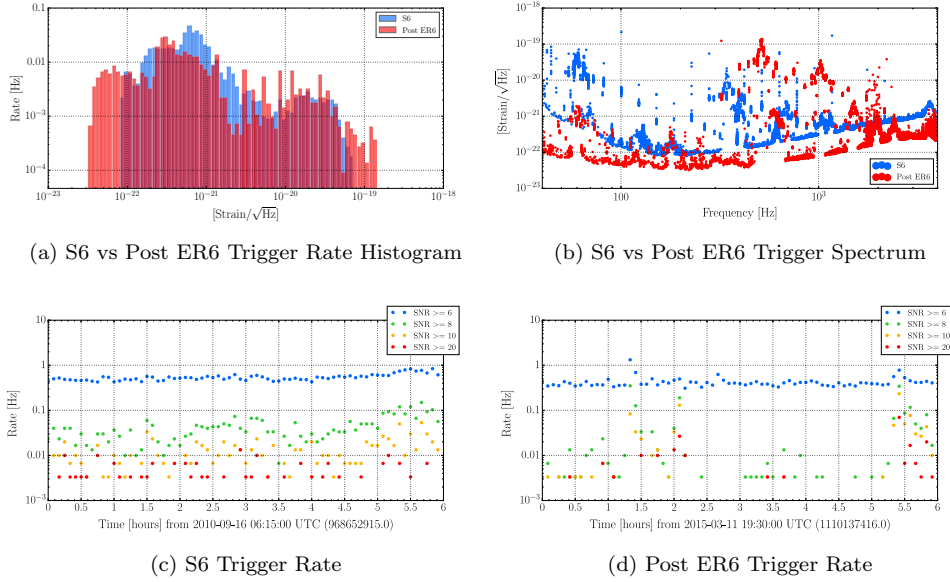 0.1
0.01
10⁻³
10⁻⁴
Rate [Hz]
S6
Post ER6
10⁻²³ 10⁻²² 10⁻²¹ 10⁻²⁰ 10⁻¹⁹ 10⁻¹⁸
[Strain/√Hz]
(a) S6 vs Post ER6 Trigger Rate Histogram
10⁻¹⁸
10⁻¹⁹
10⁻²⁰
10⁻²¹
10⁻²²
10⁻²³
[Strain/√Hz]
S6
Post ER6
100 10³
Frequency [Hz]
(b) S6 vs Post ER6 Trigger Spectrum
10
1
0.1
0.01
10⁻³
Rate [Hz]
SNR >= 6
SNR >= 8
SNR >= 10
SNR >= 20
0 0.5 1 1.5 2 2.5 3 3.5 4 4.5 5 5.5 6
Time [hours] from 2010-09-16 06:15:00 UTC (968652915.0)
(c) S6 Trigger Rate
10
1
0.1
0.01
10⁻³
Rate [Hz]
SNR >= 6
SNR >= 8
SNR >= 10
SNR >= 20
0 0.5 1 1.5 2 2.5 3 3.5 4 4.5 5 5.5 6
Time [hours] from 2015-03-11 19:30:00 UTC (1110137416.0)
(d) Post ER6 Trigger Rate